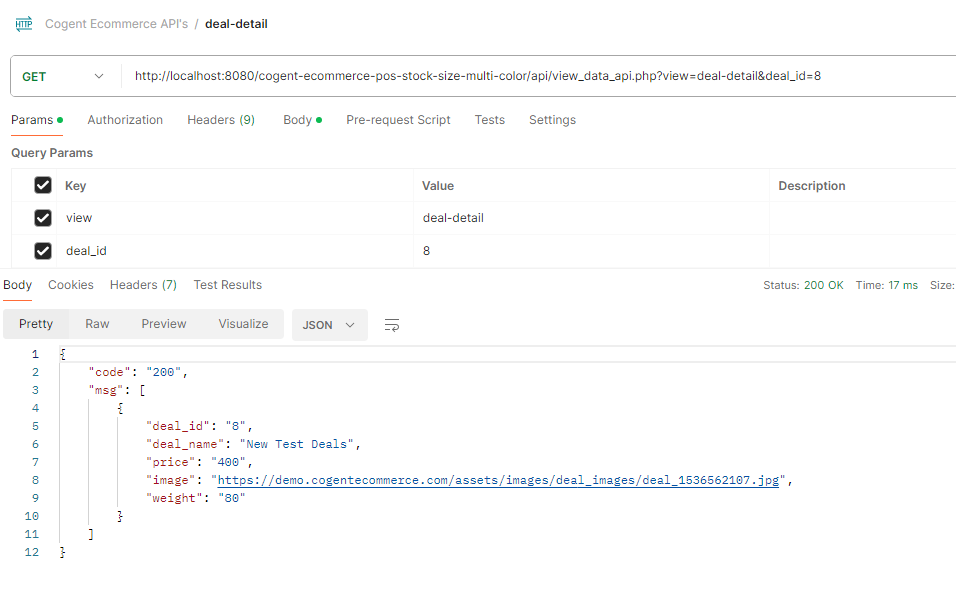 HTTP Cogent Ecommerce API's / deal-detail
GET http://localhost:8080/cogent-ecommerce-pos-stock-size-multi-color/api/view_data_api.php?view=deal-detail&deal_id=8
Params Authorization Headers (9) Body Pre-request Script Tests Settings
Query Params
Key Value Description
view deal-detail
deal_id 8
Body Cookies Headers (7) Test Results Status: 200 OK Time: 17 ms Size:
Pretty Raw Preview Visualize JSON
1 {
2 "code": "200",
3 "msg": [
4 {
5 "deal_id": "8",
6 "deal_name": "New Test Deals",
7 "price": "400",
8 "image": "https://demo.cogentecommerce.com/assets/images/deal_images/deal_1536562107.jpg",
9 "weight": "80"
10 }
11 ]
12 }